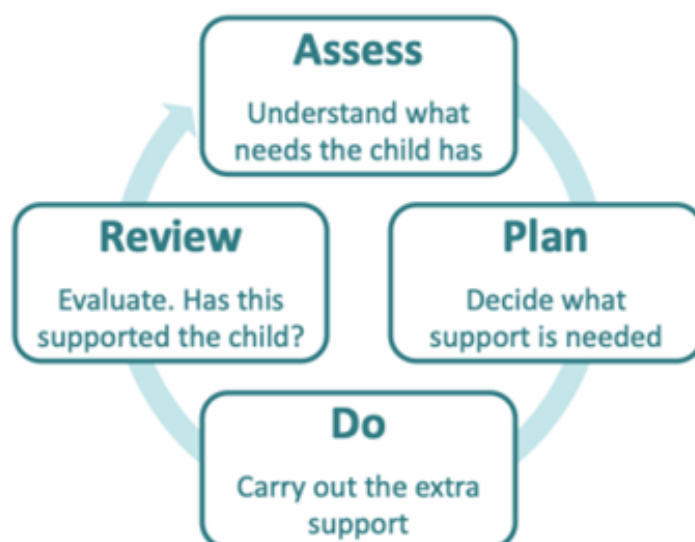 Assess
Understand what
needs the child has
Review
Evaluate. Has this
supported the child?
Plan
Decide what
support is needed
Do
Carry out the extra
support